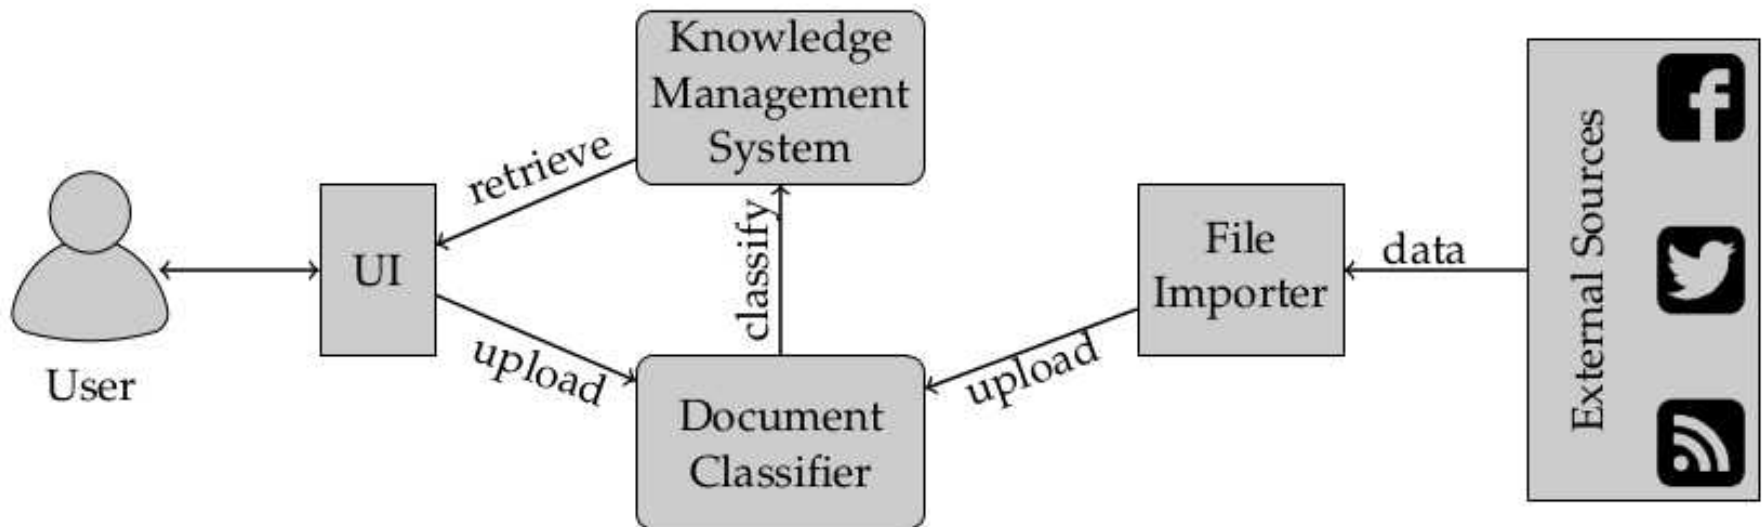 Knowledge
Management
System
retrieve
User
UI
upload
classify
Document
Classifier
upload
File
Importer
data
External Sources